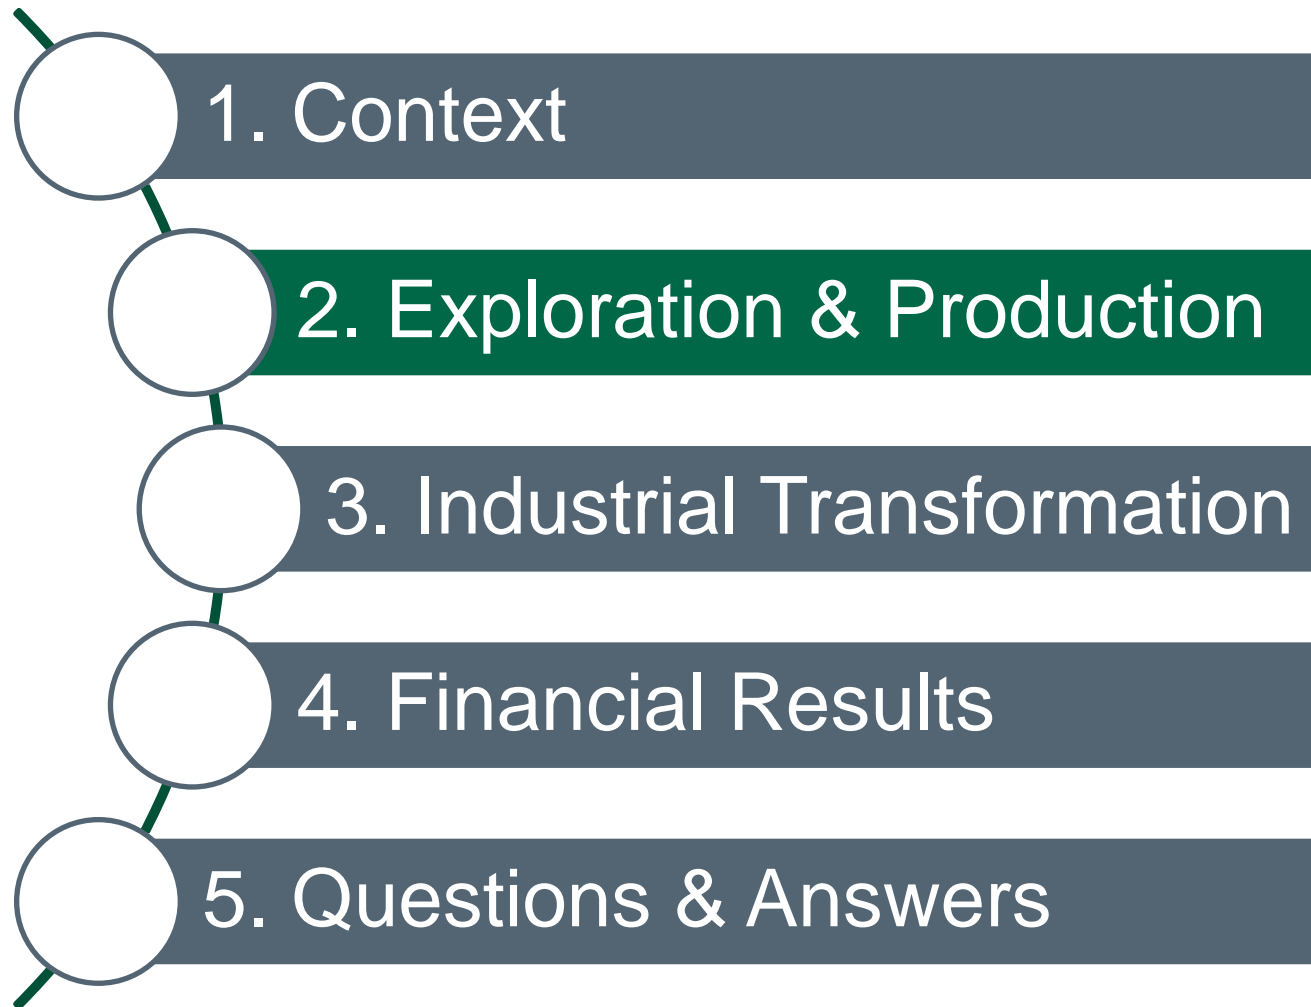 1. Context
2. Exploration & Production
3. Industrial Transformation
4. Financial Results
5. Questions & Answers